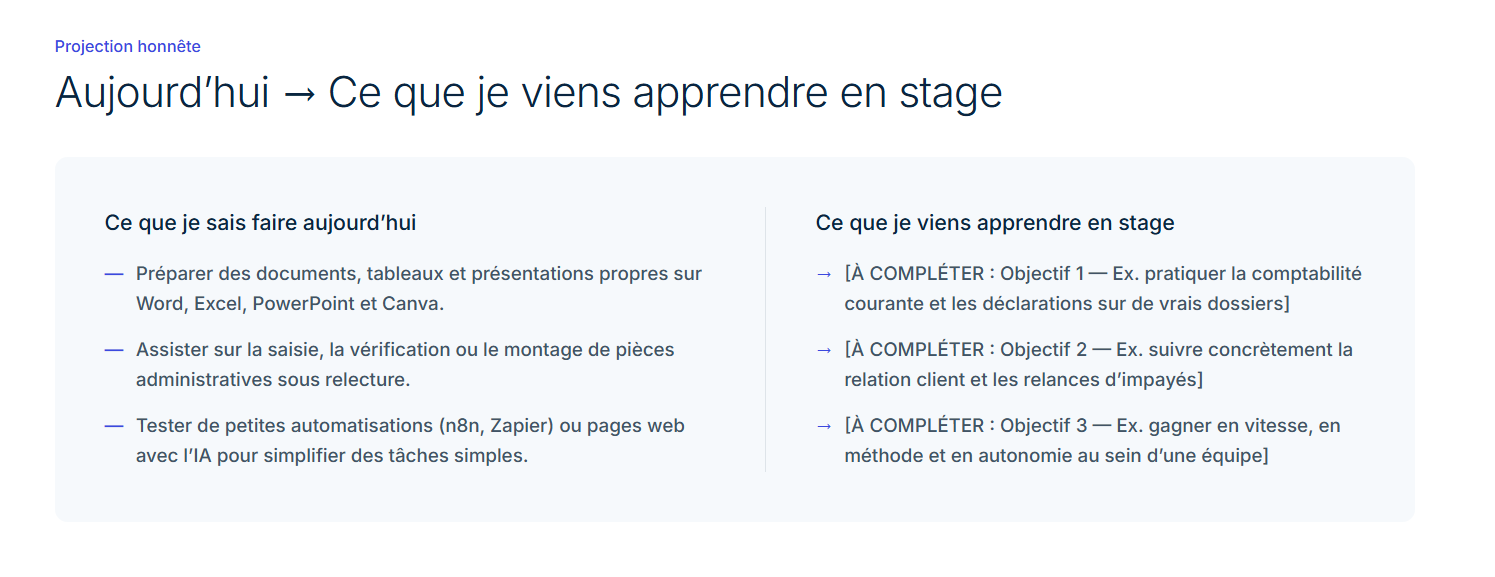 Projection honnête
Aujourd’hui → Ce que je viens apprendre en stage
Ce que je sais faire aujourd’hui
— Préparer des documents, tableaux et présentations propres sur
Word, Excel, PowerPoint et Canva.
— Assister sur la saisie, la vérification ou le montage de pièces
administratives sous relecture.
— Tester de petites automatisations (n8n, Zapier) ou pages web
avec l’IA pour simplifier des tâches simples.
Ce que je viens apprendre en stage
→ [À COMPLÉTER : Objectif 1 — Ex. pratiquer la comptabilité
courante et les déclarations sur de vrais dossiers]
→ [À COMPLÉTER : Objectif 2 — Ex. suivre concrètement la
relation client et les relances d’impayés]
→ [À COMPLÉTER : Objectif 3 — Ex. gagner en vitesse, en
méthode et en autonomie au sein d’une équipe]